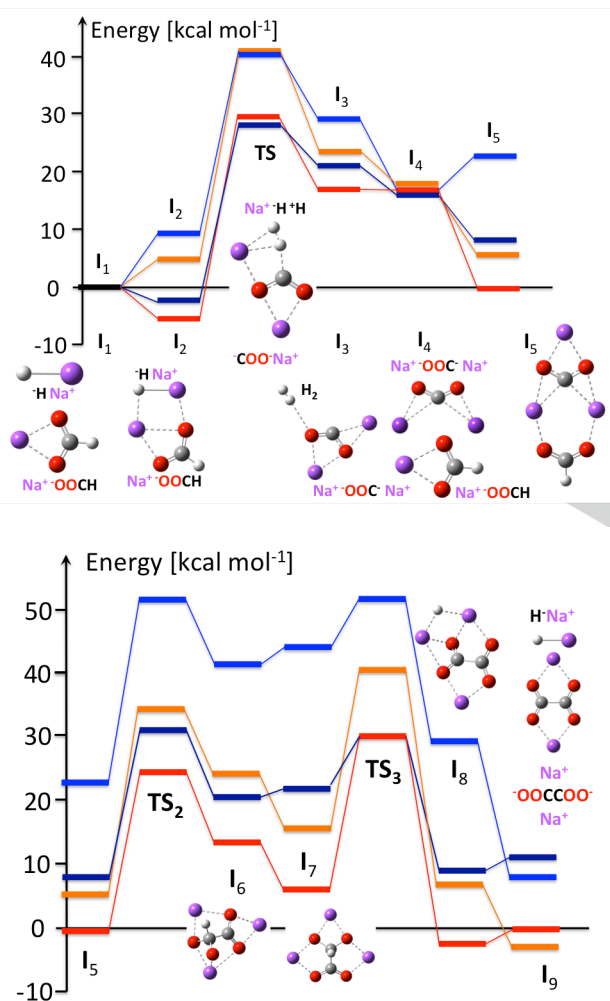 Energy [kcal mol⁻¹]
40
30
20
10
0
-10
I₁
I₂
TS
I₃
I₄
I₅
Na⁺ ⁻H ⁺H
⁻COO⁻Na⁺
I₁
I₂
I₃
I₄
I₅
⁻H Na⁺
Na⁺ ⁻OOCH
⁻H Na⁺
Na⁺ ⁻OOCH
H₂
Na⁺ ⁻OOC⁻ Na⁺
Na⁺ ⁻OOC⁻ Na⁺
Na⁺ ⁻OOCH
Energy [kcal mol⁻¹]
50
40
30
20
10
0
-10
I₅
TS₂
I₆
I₇
TS₃
I₈
I₉
H⁻Na⁺
Na⁺
⁻OOCCOO⁻
Na⁺